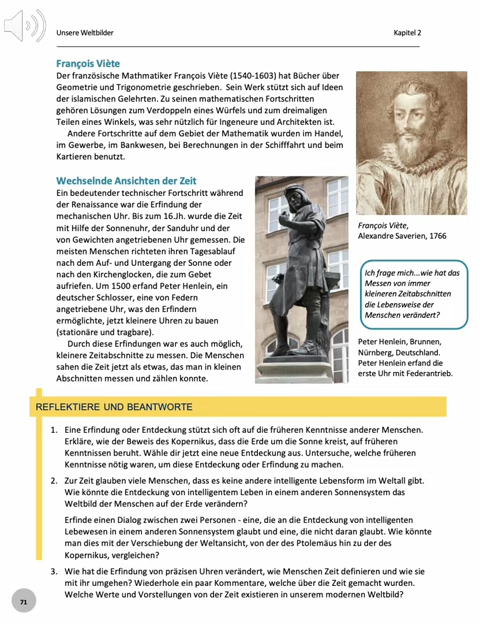 Unsere Weltbilder
Kapitel 2
François Viète
Der französische Mathmatiker François Viète (1540-1603) hat Bücher über
Geometrie und Trigonometrie geschrieben.  Sein Werk stützt sich auf Ideen
der islamischen Gelehrten. Zu seinen mathematischen Fortschritten
gehören Lösungen zum Verdoplen eines Würfels und zum dreimaligen
Teilen eines Winkels, was sehr nützlich für Ingeneure und Architekten ist.
Andere Fortschritte auf dem Gebiet der Mathematik wurden im Handel,
im Gewerbe, im Bankwesen, bei Berechnungen in der Schifffahrt und beim
Kartieren benutzt.
François Viète,
Alexandre Saverien, 1766
Wechselnde Ansichten der Zeit
Ein bedeutender technischer Fortschritt während
der Renaissance war die Erfindung der
mechanischen Uhr. Bis zum 16.Jh. wurde die Zeit
mit Hilfe der Sonnenuhr, der Sanduhr und der
von Gewichten angetriebenen Uhr gemessen. Die
meisten Menschen richteten ihren Tagesablauf
nach dem Auf- und Untergang der Sonne oder
nach den Kirchenglocken, die zum Gebet
aufriefen. Um 1500 erfand Peter Henlein, ein
deutscher Schlosser, eine von Federn
angetriebene Uhr, was den Erfindern
ermöglichte, jetzt kleinere Uhren zu bauen
(stationäre und tragbare).
Durch diese Erfindungen war es auch möglich,
kleinere Zeitabschnitte zu messen. Die Menschen
sahen die Zeit jetzt als etwas, das man in kleinen
Abschnitten messen und zählen konnte.
Ich frage mich...wie hat das
Messen von immer
kleineren Zeitabschnitten
die Lebensweise der
Menschen verändert?
Peter Henlein, Brunnen,
Nürnberg, Deutschland.
Peter Henlein erfand die
erste Uhr mit Federantrieb.
REFLEKTIERE UND BEANTWORTE
1. Eine Erfindung oder Entdeckung stützt sich oft auf die früheren Kenntnisse anderer Menschen.
Erkläre, wie der Beweis des Kopernikus, dass die Erde um die Sonne kreist, auf früheren
Kenntnissen beruht. Wähle dir jetzt eine neue Entdeckung aus. Untersuche, welche früheren
Kenntnisse nötig waren, um diese Entdeckung oder Erfindung zu machen.
2. Zur Zeit glauben viele Menschen, dass es keine andere intelligente Lebensform im Weltall gibt.
Wie könnte die Entdeckung von intelligentem Leben in einem anderen Sonnensystem das
Weltbild der Menschen auf der Erde verändern?
Erfinde einen Dialog zwischen zwei Personen - eine, die an die Entdeckung von intelligenten
Lebewesen in einem anderen Sonnensystem glaubt und eine, die nicht daran glaubt. Wie könnte
man dies mit der Verschiebung der Weltansicht, von der des Ptolemäus hin zu der des
Kopernikus, vergleichen?
3. Wie hat die Erfindung von präzisen Uhren verändert, wie Menschen Zeit definieren und wie sie
mit ihr umgehen? Wiederhole ein paar Kommentare, welche über die Zeit gemacht wurden.
Welche Werte und Vorstellungen von der Zeit existieren in unserem modernen Weltbild?
71